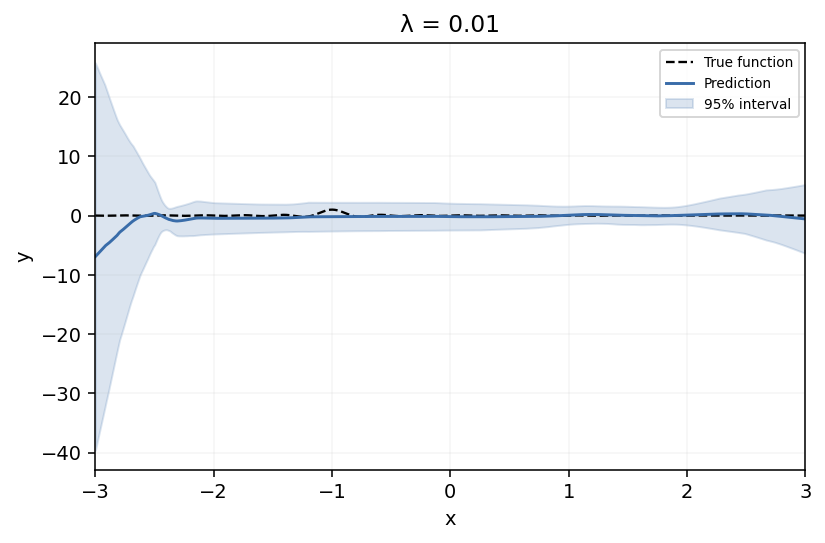 λ = 0.01
True function
Prediction
95% interval
20
10
0
−10
−20
−30
−40
y
−3 −2 −1 0 1 2 3
x